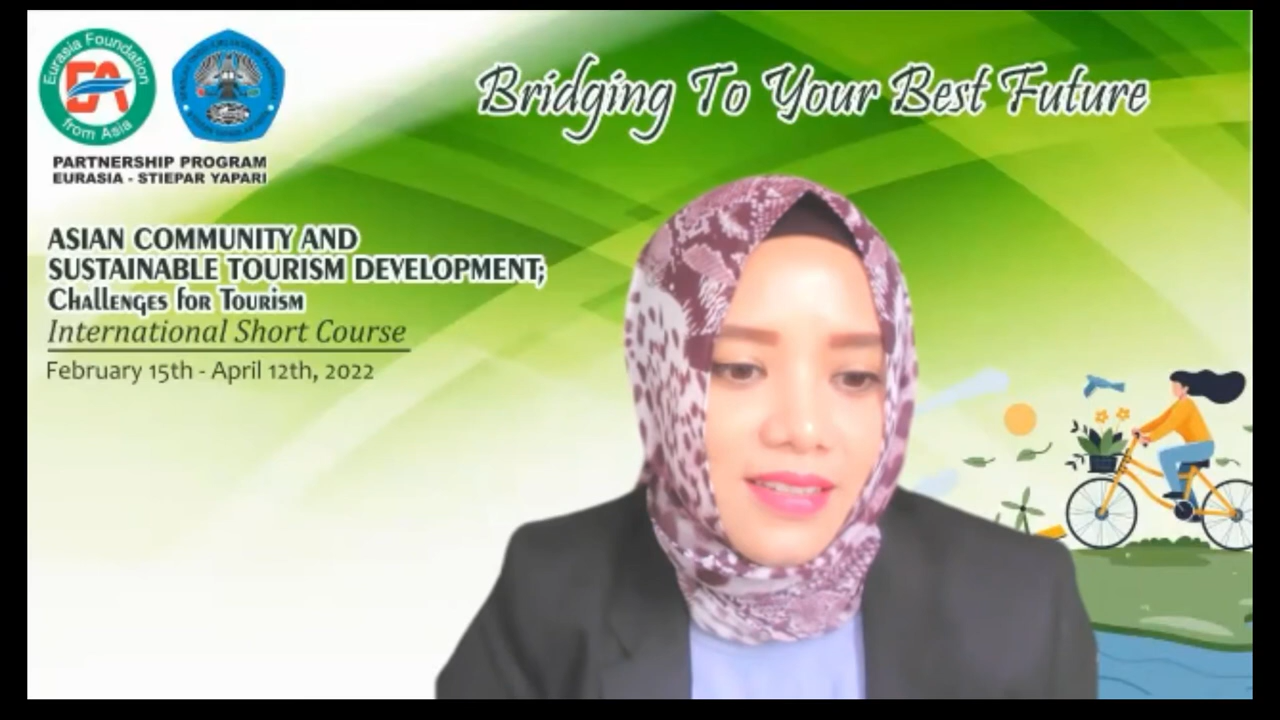 Eurasia Foundation
EA
from Asia
PARTNERSHIP PROGRAM
EURASIA - STIEPAR YAPARI
Bridging To Your Best Future
ASIAN COMMUNITY AND
SUSTAINABLE TOURISM DEVELOPMENT;
Challenges for Tourism
International Short Course
February 15th - April 12th, 2022